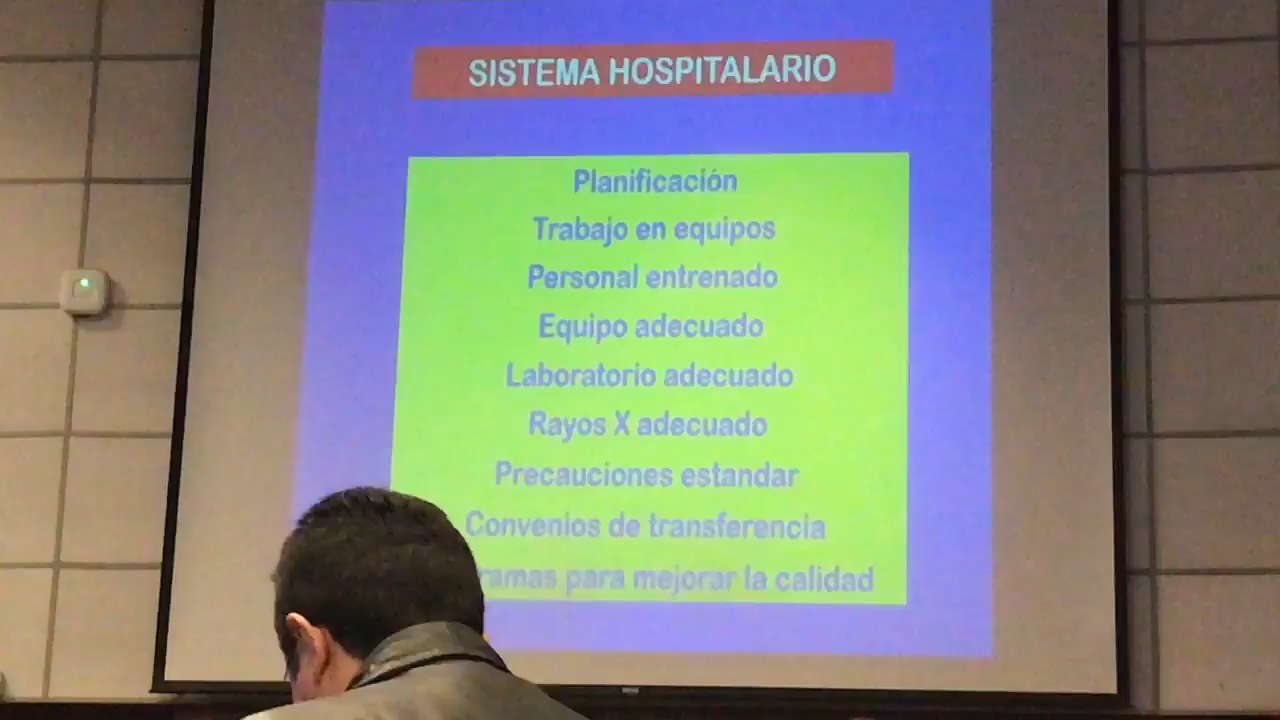 SISTEMA HOSPITALARIO
Planificación
Trabajo en equipos
Personal entrenado
Equipo adecuado
Laboratorio adecuado
Rayos X adecuado
Precauciones estandar
Convenios de transferencia
para mejorar la calidad